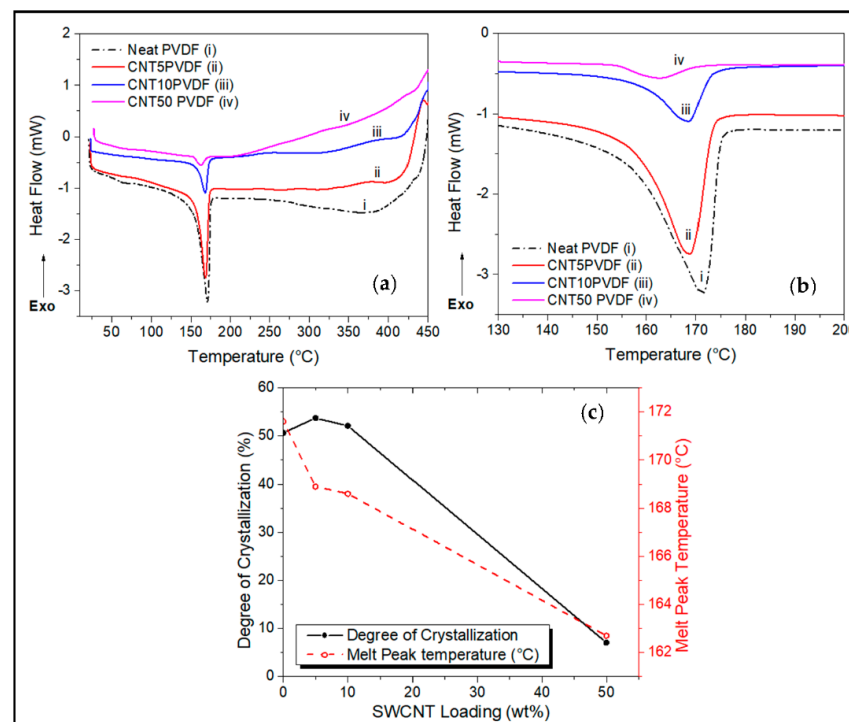 Neat PVDF (i)
CNT5PVDF (ii)
CNT10PVDF (iii)
CNT50 PVDF (iv)
iv
iii
ii
i
2
1
0
-1
-2
-3
Heat Flow (mW)
Exo
(a)
50 100 150 200 250 300 350 400 450
Temperature (°C)
iv
iii
ii
i
0
-1
-2
-3
Heat Flow (mW)
Exo
(b)
Neat PVDF (i)
CNT5PVDF (ii)
CNT10PVDF (iii)
CNT50 PVDF (iv)
130 140 150 160 170 180 190 200
Temperature (°C)
60
50
40
30
20
10
0
Degree of Crystallization (%)
(c)
172
170
168
166
164
162
Melt Peak Temperature (°C)
Degree of Crystallization
Melt Peak temperature (°C)
0 10 20 30 40 50
SWCNT Loading (wt%)